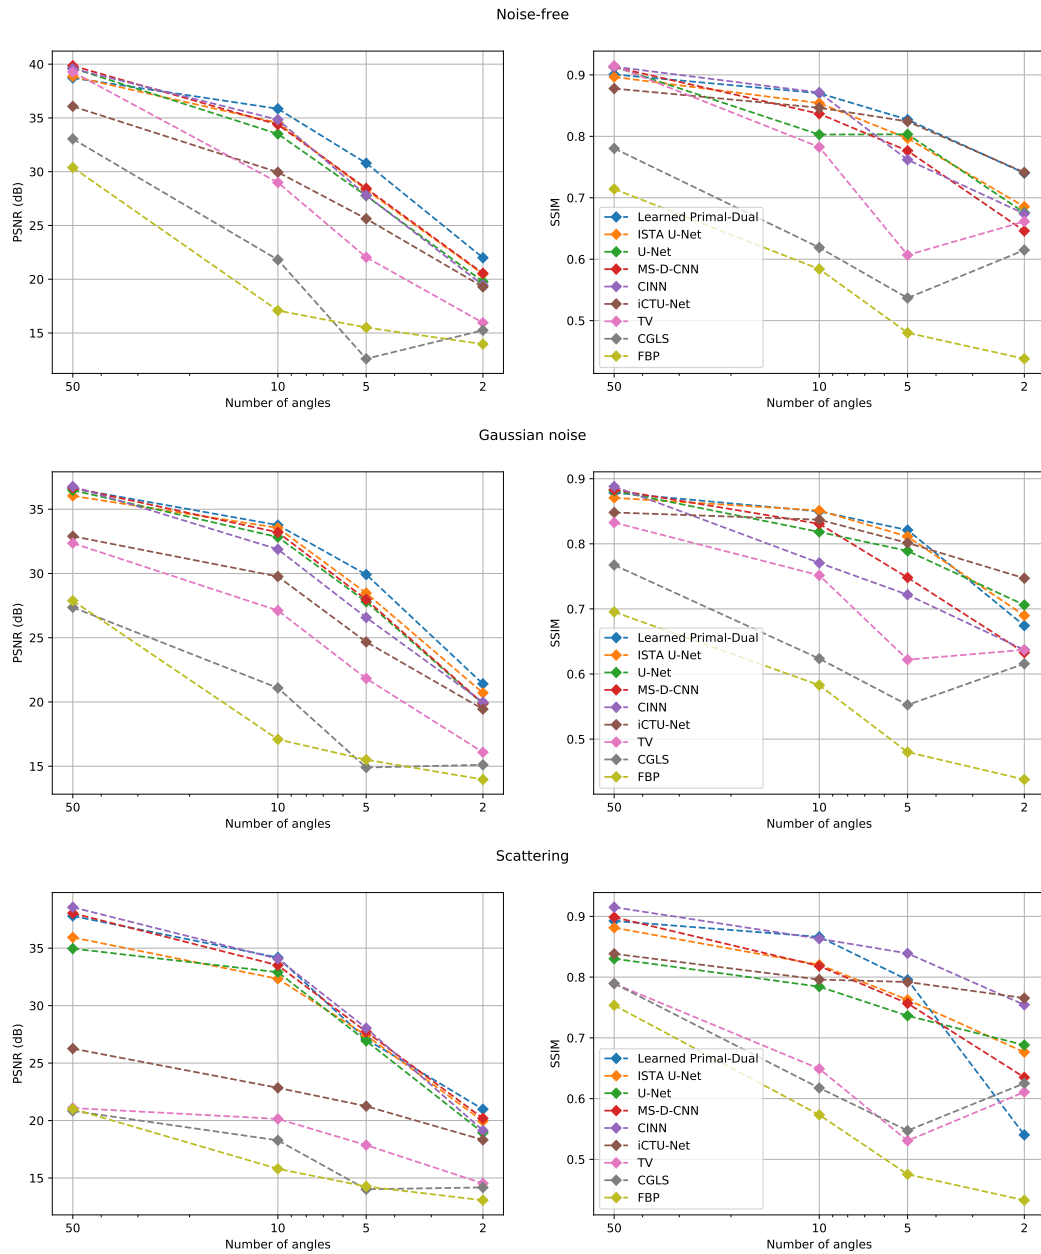 Noise-free
40
35
30
25
20
15
PSNR (dB)
50
10
5
2
Number of angles
0.9
0.8
0.7
0.6
0.5
SSIM
Learned Primal-Dual
ISTA U-Net
U-Net
MS-D-CNN
CINN
iCTU-Net
TV
CGLS
FBP
50
10
5
2
Number of angles
Gaussian noise
35
30
25
20
15
PSNR (dB)
50
10
5
2
Number of angles
0.9
0.8
0.7
0.6
0.5
SSIM
Learned Primal-Dual
ISTA U-Net
U-Net
MS-D-CNN
CINN
iCTU-Net
TV
CGLS
FBP
50
10
5
2
Number of angles
Scattering
35
30
25
20
15
PSNR (dB)
50
10
5
2
Number of angles
0.9
0.8
0.7
0.6
0.5
SSIM
Learned Primal-Dual
ISTA U-Net
U-Net
MS-D-CNN
CINN
iCTU-Net
TV
CGLS
FBP
50
10
5
2
Number of angles